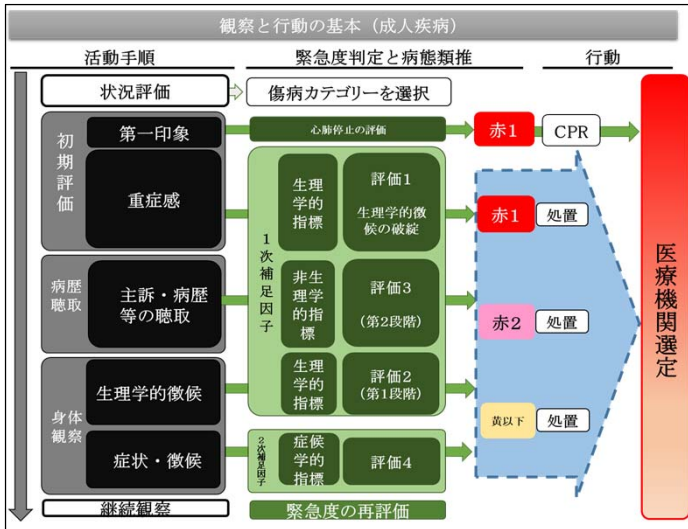 観察と行動の基本（成人疾病）
活動手順
緊急度判定と病態類推
行動
状況評価
傷病カテゴリーを選択
初期評価
第一印象
心肺停止の評価
赤1
CPR
重症感
1次補足因子
生理
学的
指標
評価1
生理学的徴
候の破綻
赤1
処置
病歴
聴取
主訴・病歴
等の聴取
非生
理学
的指
標
評価3
(第2段階)
赤2
処置
身体
観察
生理学的徴候
生理
学的
指標
評価2
(第1段階)
黄以下
処置
症状・徴候
2次補足因子
症候
学的
指標
評価4
継続観察
緊急度の再評価
医療機関選定